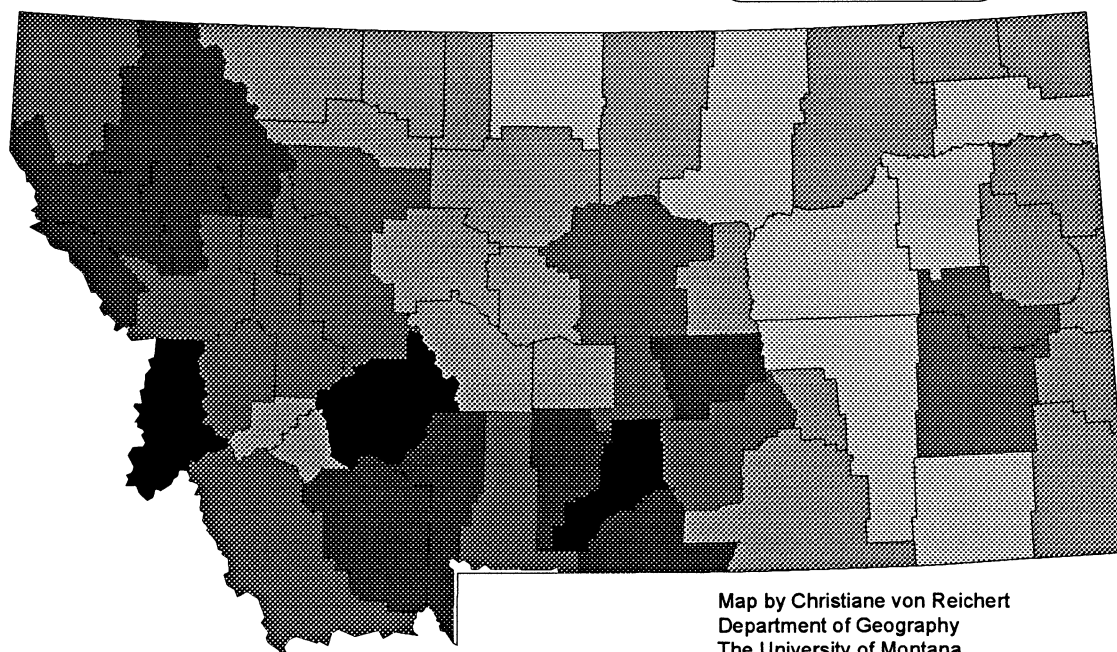 Map by Christiane von Reichert
Department of Geography
The University of Montana